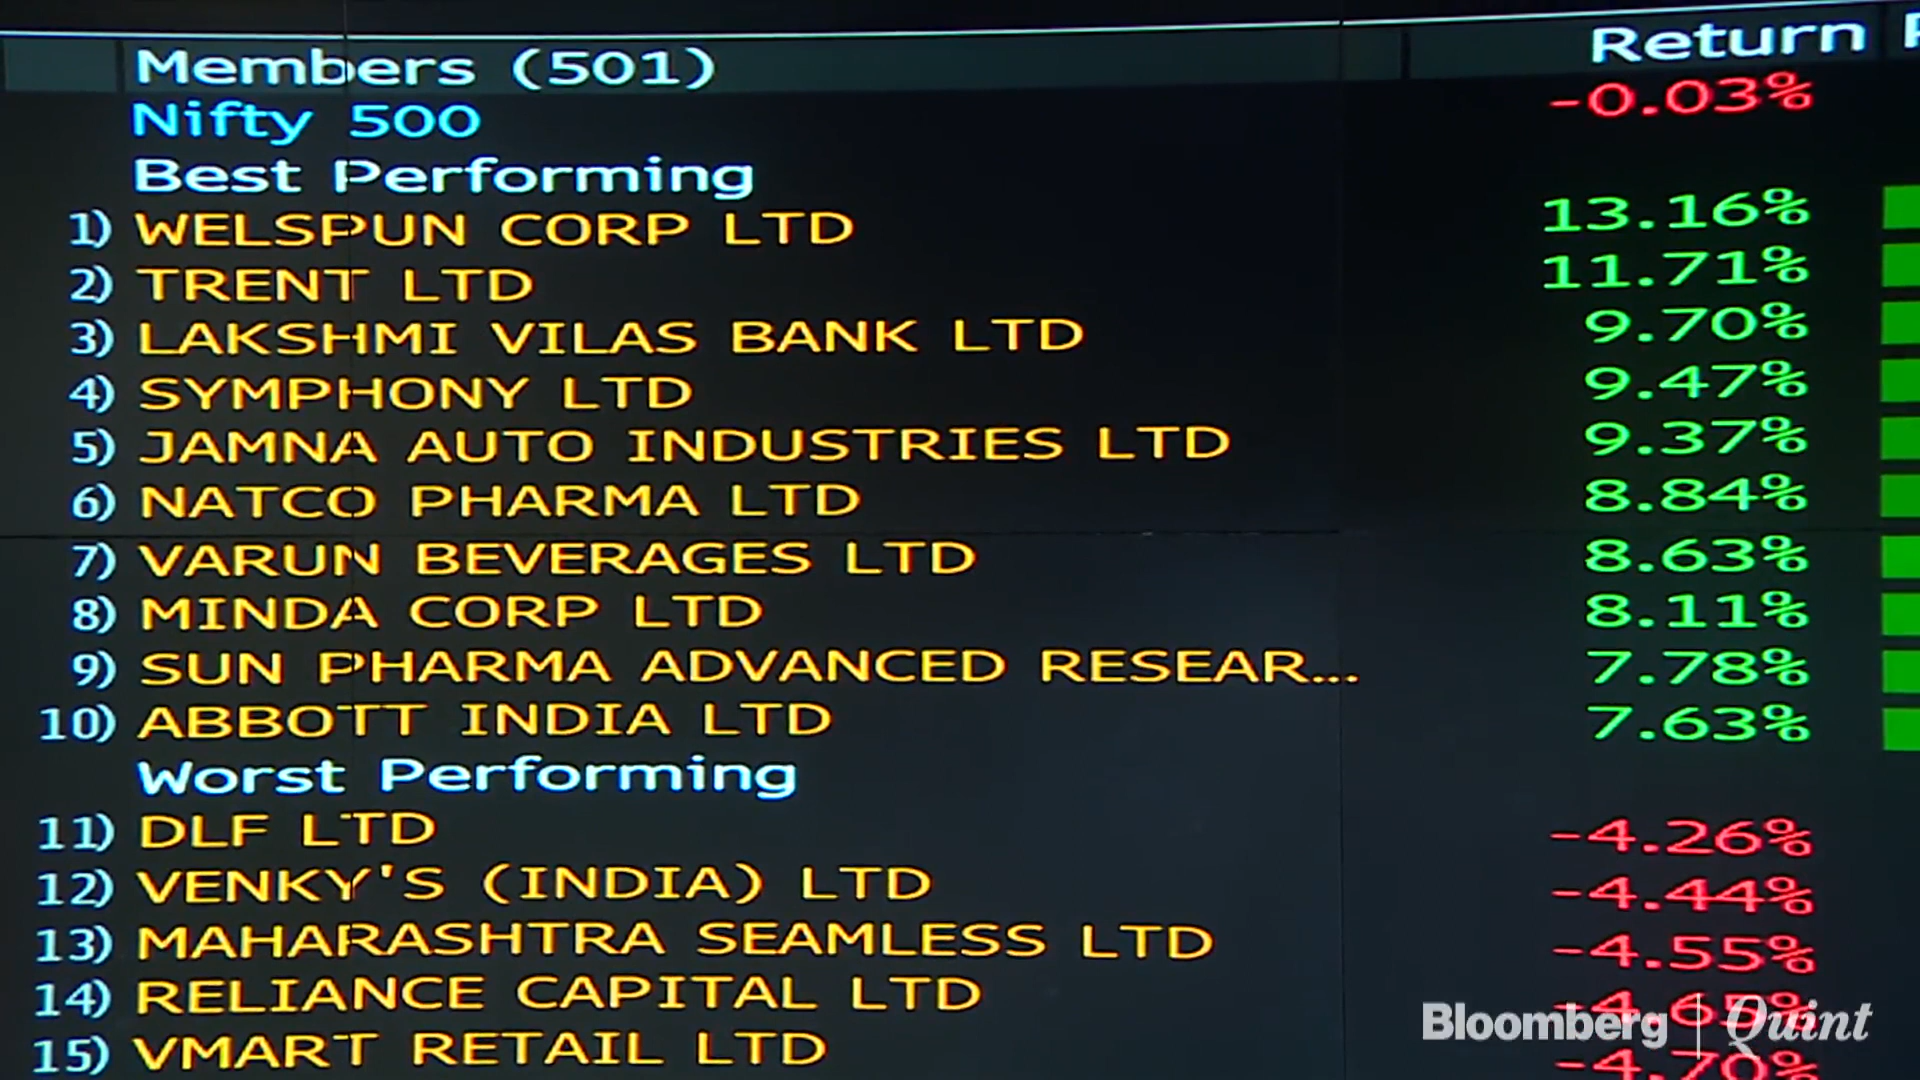 Members (501) Return
Nifty 500 -0.03%
Best Performing
1) WELSPUN CORP LTD 13.16%
2) TRENT LTD 11.71%
3) LAKSHMI VILAS BANK LTD 9.70%
4) SYMPHONY LTD 9.47%
5) JAMNA AUTO INDUSTRIES LTD 9.37%
6) NATCO PHARMA LTD 8.84%
7) VARUN BEVERAGES LTD 8.63%
8) MINDA CORP LTD 8.11%
9) SUN PHARMA ADVANCED RESEAR... 7.78%
10) ABBOTT INDIA LTD 7.63%
Worst Performing
11) DLF LTD -4.26%
12) VENKY'S (INDIA) LTD -4.44%
13) MAHARASHTRA SEAMLESS LTD -4.55%
14) RELIANCE CAPITAL LTD -4.65%
15) VMART RETAIL LTD -4.70%
Bloomberg | Quint